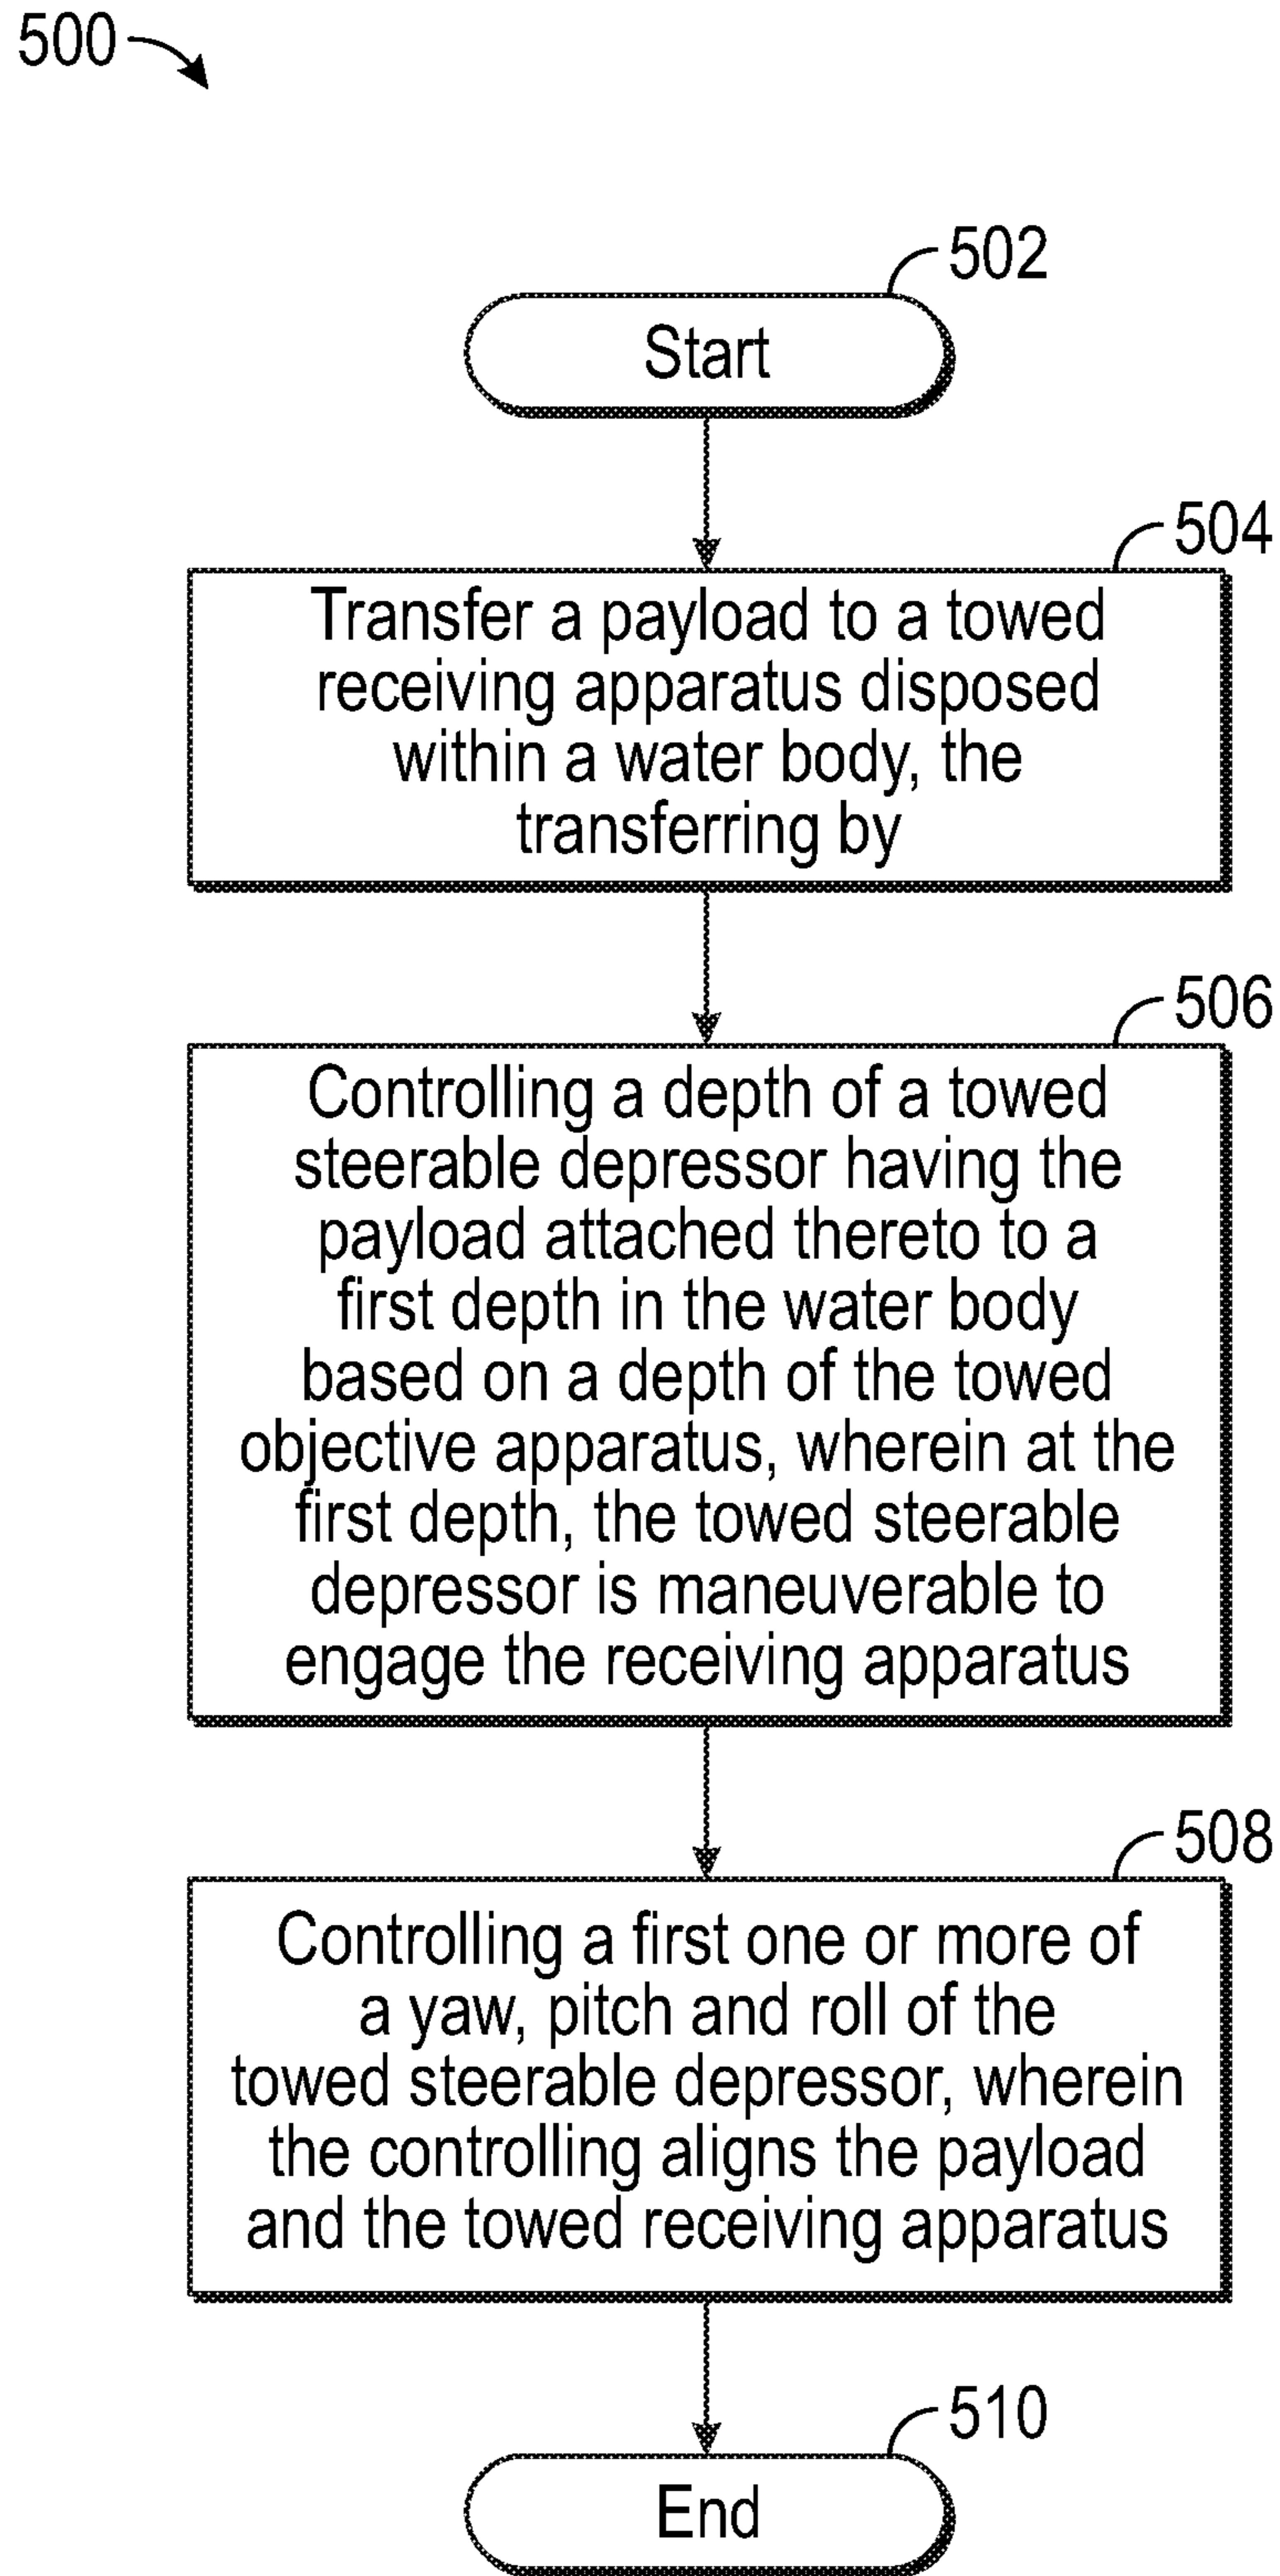 500
502
Start
504
Transfer a payload to a towed
receiving apparatus disposed
within a water body, the
transferring by
506
Controlling a depth of a towed
steerable depressor having the
payload attached thereto to a
first depth in the water body
based on a depth of the towed
objective apparatus, wherein at the
first depth, the towed steerable
depressor is maneuverable to
engage the receiving apparatus
508
Controlling a first one or more of
a yaw, pitch and roll of the
towed steerable depressor, wherein
the controlling aligns the payload
and the towed receiving apparatus
510
End